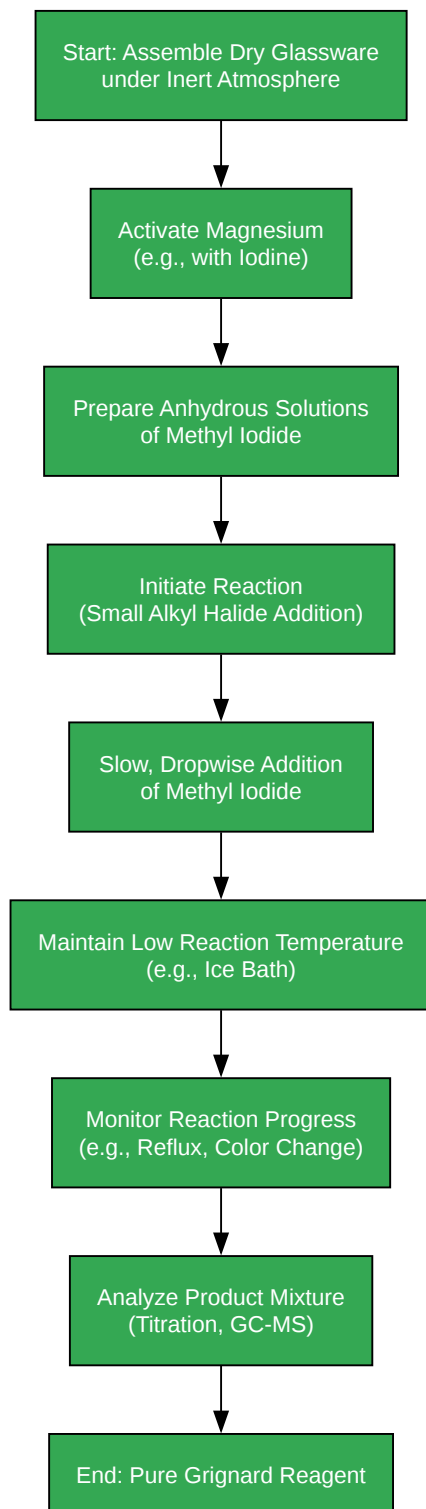 Start: Assemble Dry Glassware
under Inert Atmosphere
Activate Magnesium
(e.g., with Iodine)
Prepare Anhydrous Solutions
of Methyl Iodide
Initiate Reaction
(Small Alkyl Halide Addition)
Slow, Dropwise Addition
of Methyl Iodide
Maintain Low Reaction Temperature
(e.g., Ice Bath)
Monitor Reaction Progress
(e.g., Reflux, Color Change)
Analyze Product Mixture
(Titration, GC-MS)
End: Pure Grignard Reagent